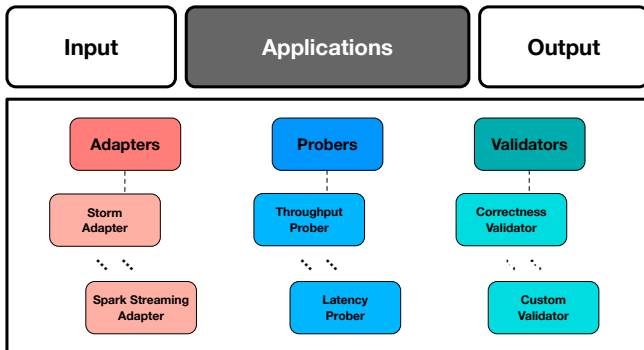 Input
Applications
Output
Adapters
Probers
Validators
Storm
Adapter
Throughput
Prober
Correctness
Validator
Spark Streaming
Adapter
Latency
Prober
Custom
Validator